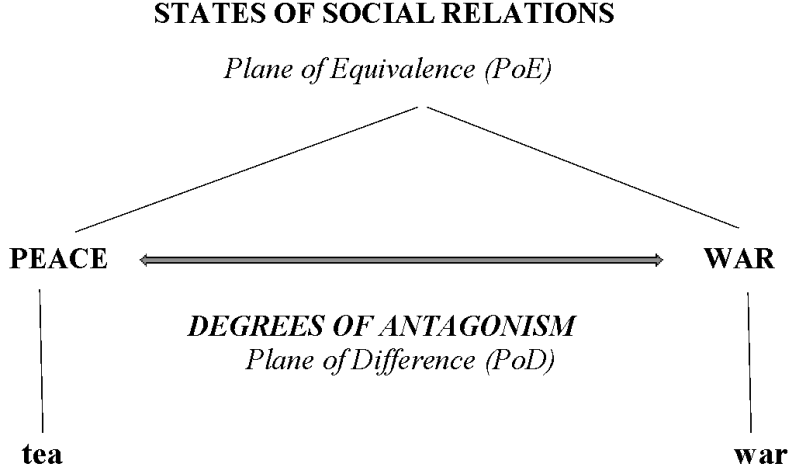 STATES OF SOCIAL RELATIONS
Plane of Equivalence (PoE)
PEACE
WAR
DEGREES OF ANTAGONISM
Plane of Difference (PoD)
tea
war